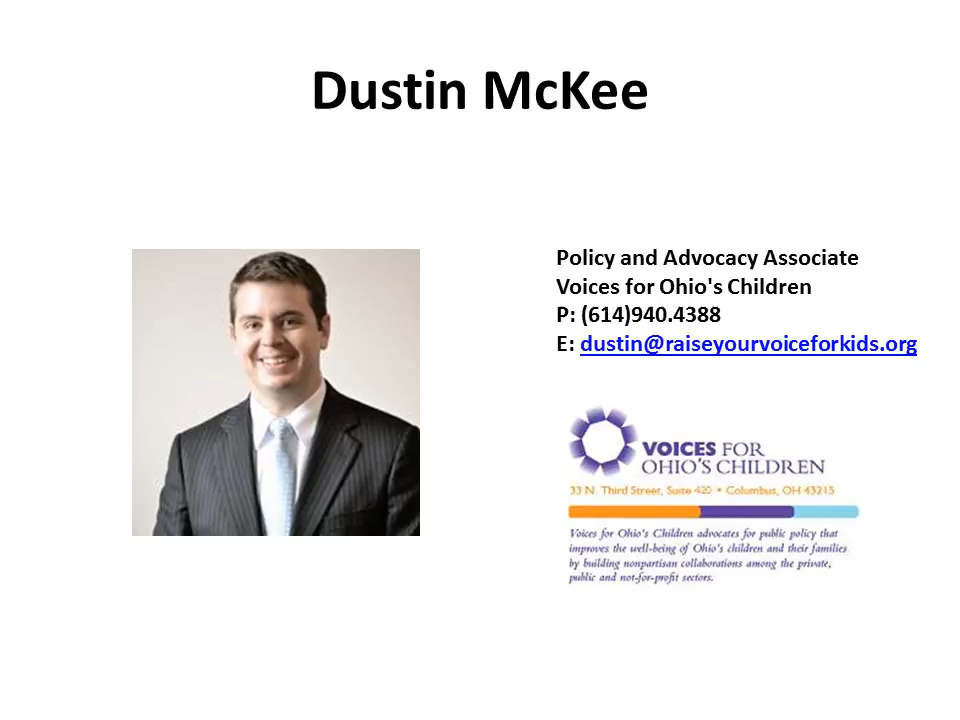 Dustin McKee
Policy and Advocacy Associate
Voices for Ohio's Children
P: (614)940.4388
E: dustin@raiseyourvoiceforkids.org
VOICES FOR
OHIO'S CHILDREN
33 N. Third Street, Suite 420 • Columbus, OH 43215
Voices for Ohio's Children advocates for public policy that
improves the well-being of Ohio's children and their families
by building nonpartisan collaborations among the private,
public and not-for-profit sectors.